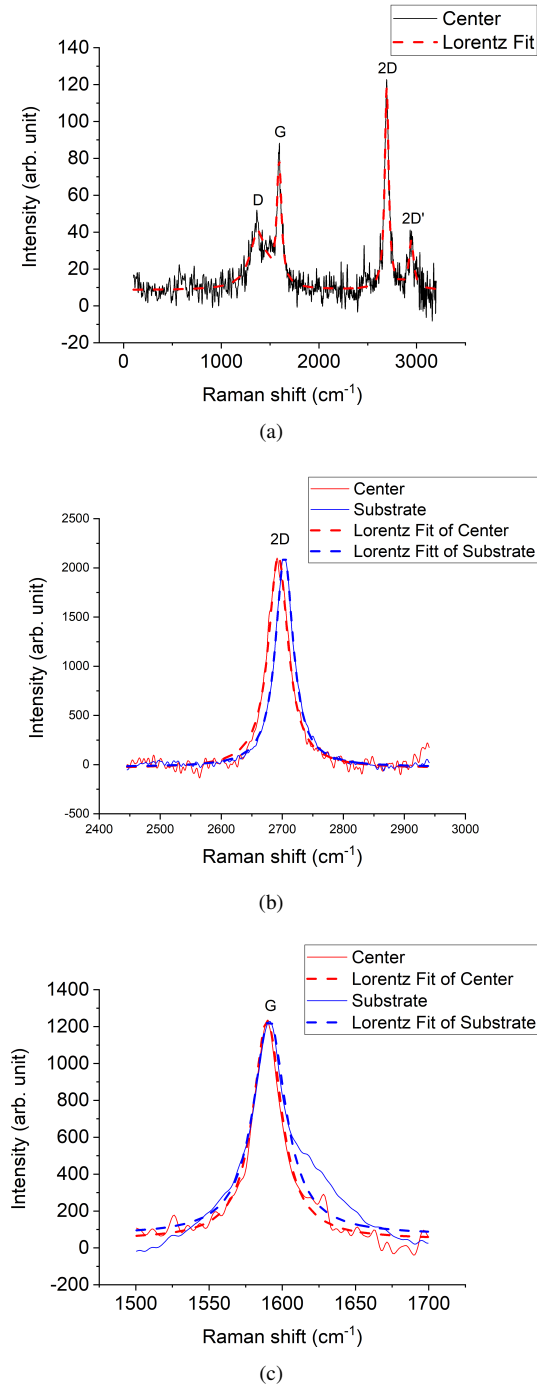 Center
Lorentz Fit
140
120
100
80
60
40
20
0
-20
D
G
2D
2D'
0 1000 2000 3000
Intensity (arb. unit)
Raman shift (cm-1)
(a)
Center
Substrate
Lorentz Fit of Center
Lorentz Fitt of Substrate
2D
2500
2000
1500
1000
500
0
-500
2400 2500 2600 2700 2800 2900 3000
Intensity (arb. unit)
Raman shift (cm-1)
(b)
Center
Lorentz Fit of Center
Substrate
Lorentz Fit of Substrate
G
1400
1200
1000
800
600
400
200
0
-200
1500 1550 1600 1650 1700
Intensity (arb. unit)
Raman shift (cm-1)
(c)